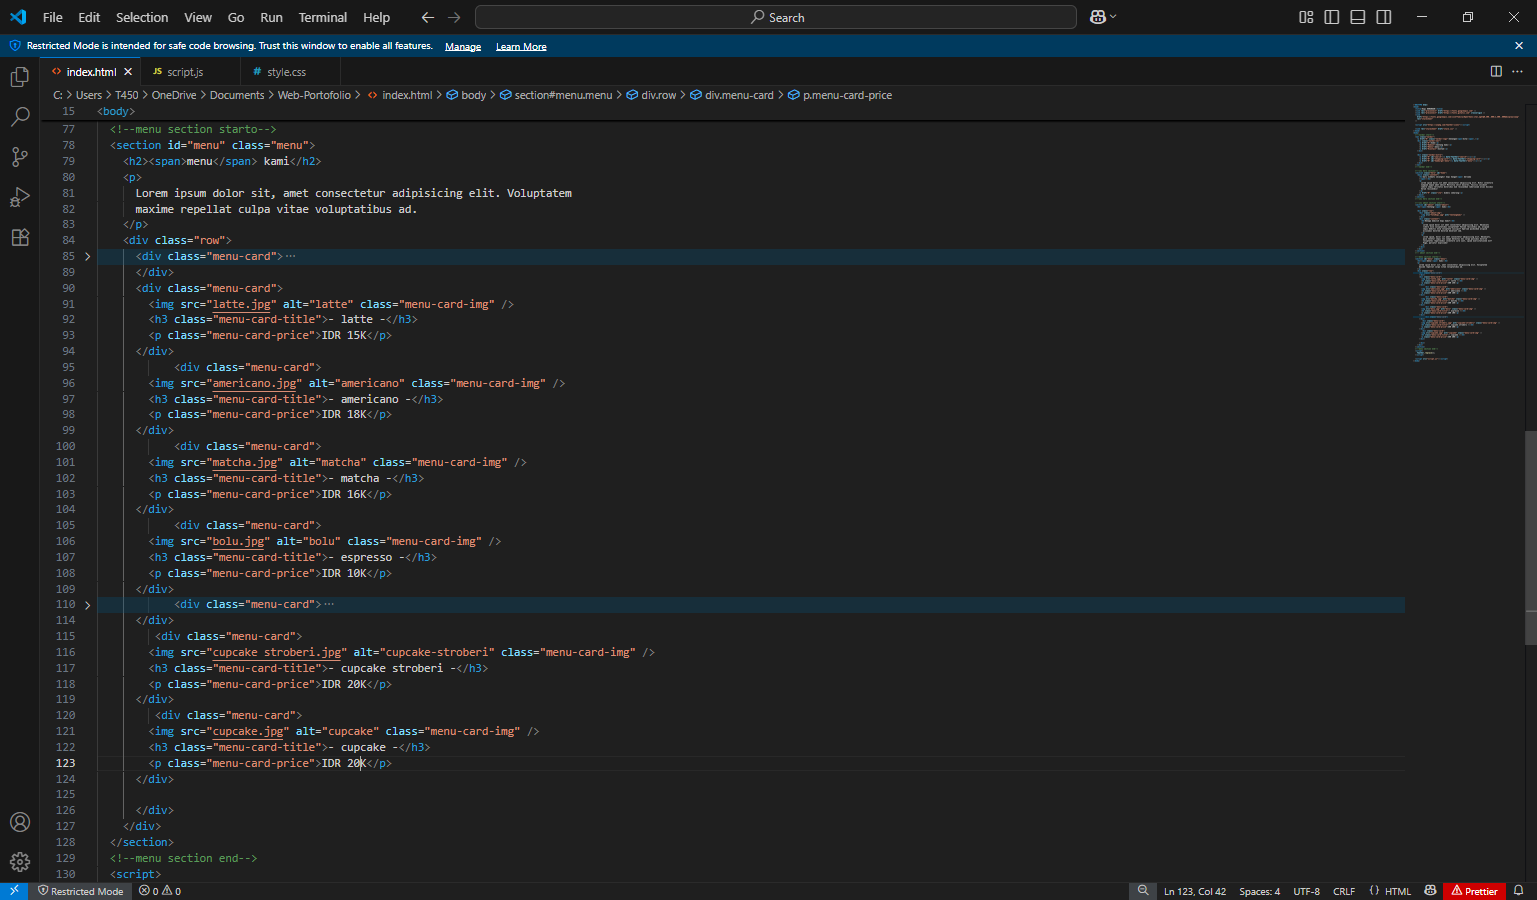 File Edit Selection View Go Run Terminal Help Search
Restricted Mode is intended for safe code browsing. Trust this window to enable all features. Manage Learn More
index.html script.js style.css
C: > Users > T450 > OneDrive > Documents > Web-Portofolio > index.html > body > section#menu.menu > div.row > div.menu-card > p.menu-card-price
15 <body>
77 <!--menu section starto-->
78 <section id="menu" class="menu">
79 <h2><span>menu</span> kami</h2>
80 <p>
81 Lorem ipsum dolor sit, amet consectetur adipisicing elit. Voluptatem
82 maxime repellat culpa vitae voluptatibus ad.
83 </p>
84 <div class="row">
85 <div class="menu-card">···
89 </div>
90 <div class="menu-card">
91 <img src="latte.jpg" alt="latte" class="menu-card-img" />
92 <h3 class="menu-card-title">- latte -</h3>
93 <p class="menu-card-price">IDR 15K</p>
94 </div>
95 <div class="menu-card">
96 <img src="americano.jpg" alt="americano" class="menu-card-img" />
97 <h3 class="menu-card-title">- americano -</h3>
98 <p class="menu-card-price">IDR 18K</p>
99 </div>
100 <div class="menu-card">
101 <img src="matcha.jpg" alt="matcha" class="menu-card-img" />
102 <h3 class="menu-card-title">- matcha -</h3>
103 <p class="menu-card-price">IDR 16K</p>
104 </div>
105 <div class="menu-card">
106 <img src="bolu.jpg" alt="bolu" class="menu-card-img" />
107 <h3 class="menu-card-title">- espresso -</h3>
108 <p class="menu-card-price">IDR 10K</p>
109 </div>
110 <div class="menu-card">···
114 </div>
115 <div class="menu-card">
116 <img src="cupcake stroberi.jpg" alt="cupcake-stroberi" class="menu-card-img" />
117 <h3 class="menu-card-title">- cupcake stroberi -</h3>
118 <p class="menu-card-price">IDR 20K</p>
119 </div>
120 <div class="menu-card">
121 <img src="cupcake.jpg" alt="cupcake" class="menu-card-img" />
122 <h3 class="menu-card-title">- cupcake -</h3>
123 <p class="menu-card-price">IDR 20K</p>
124 </div>
125
126 </div>
127 </div>
128 </section>
129 <!--menu section end-->
130 <script>
Restricted Mode 0 0 Ln 123, Col 42 Spaces: 4 UTF-8 CRLF {} HTML Prettier